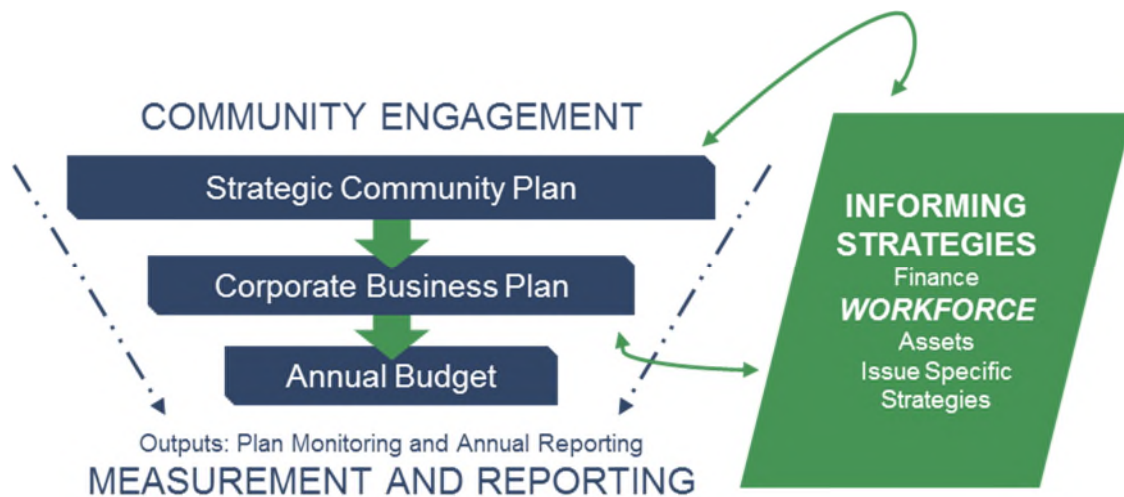 COMMUNITY ENGAGEMENT
Strategic Community Plan
Corporate Business Plan
Annual Budget
Outputs: Plan Monitoring and Annual Reporting
MEASUREMENT AND REPORTING
INFORMING
STRATEGIES
Finance
WORKFORCE
Assets
Issue Specific
Strategies